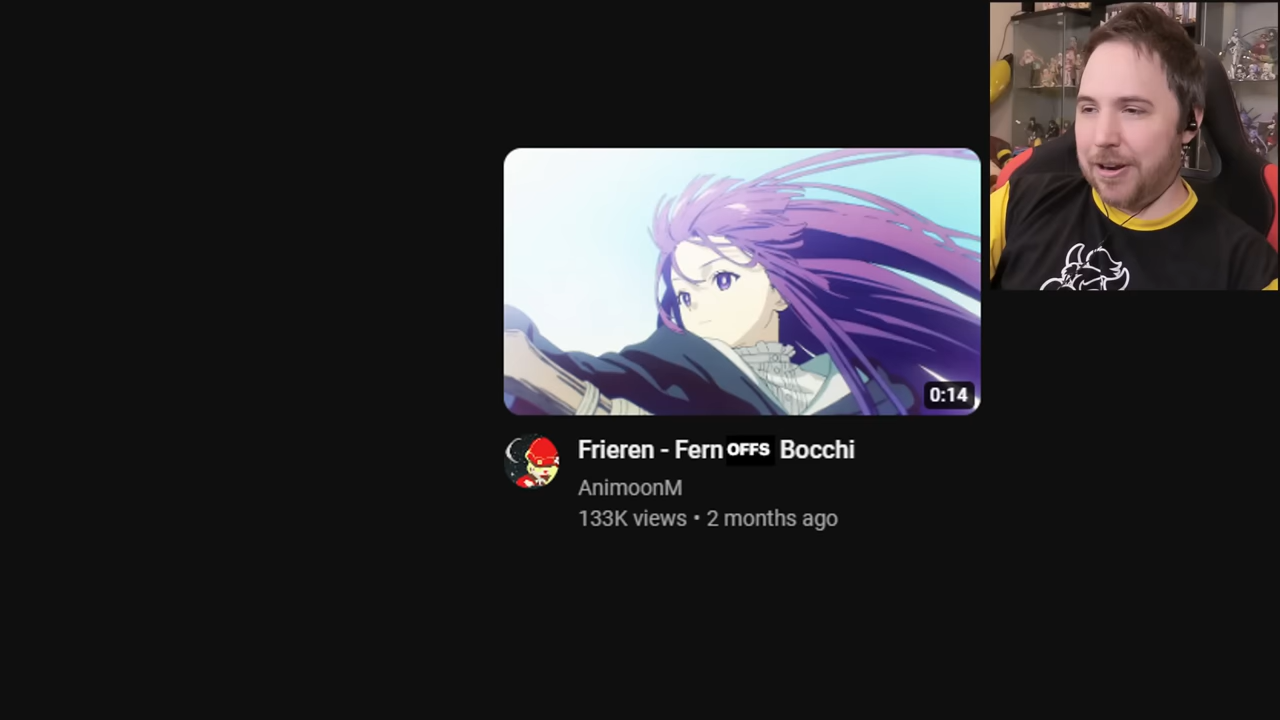 0:14
Frieren - Fern OFFS Bocchi
AnimoonM
133K views • 2 months ago